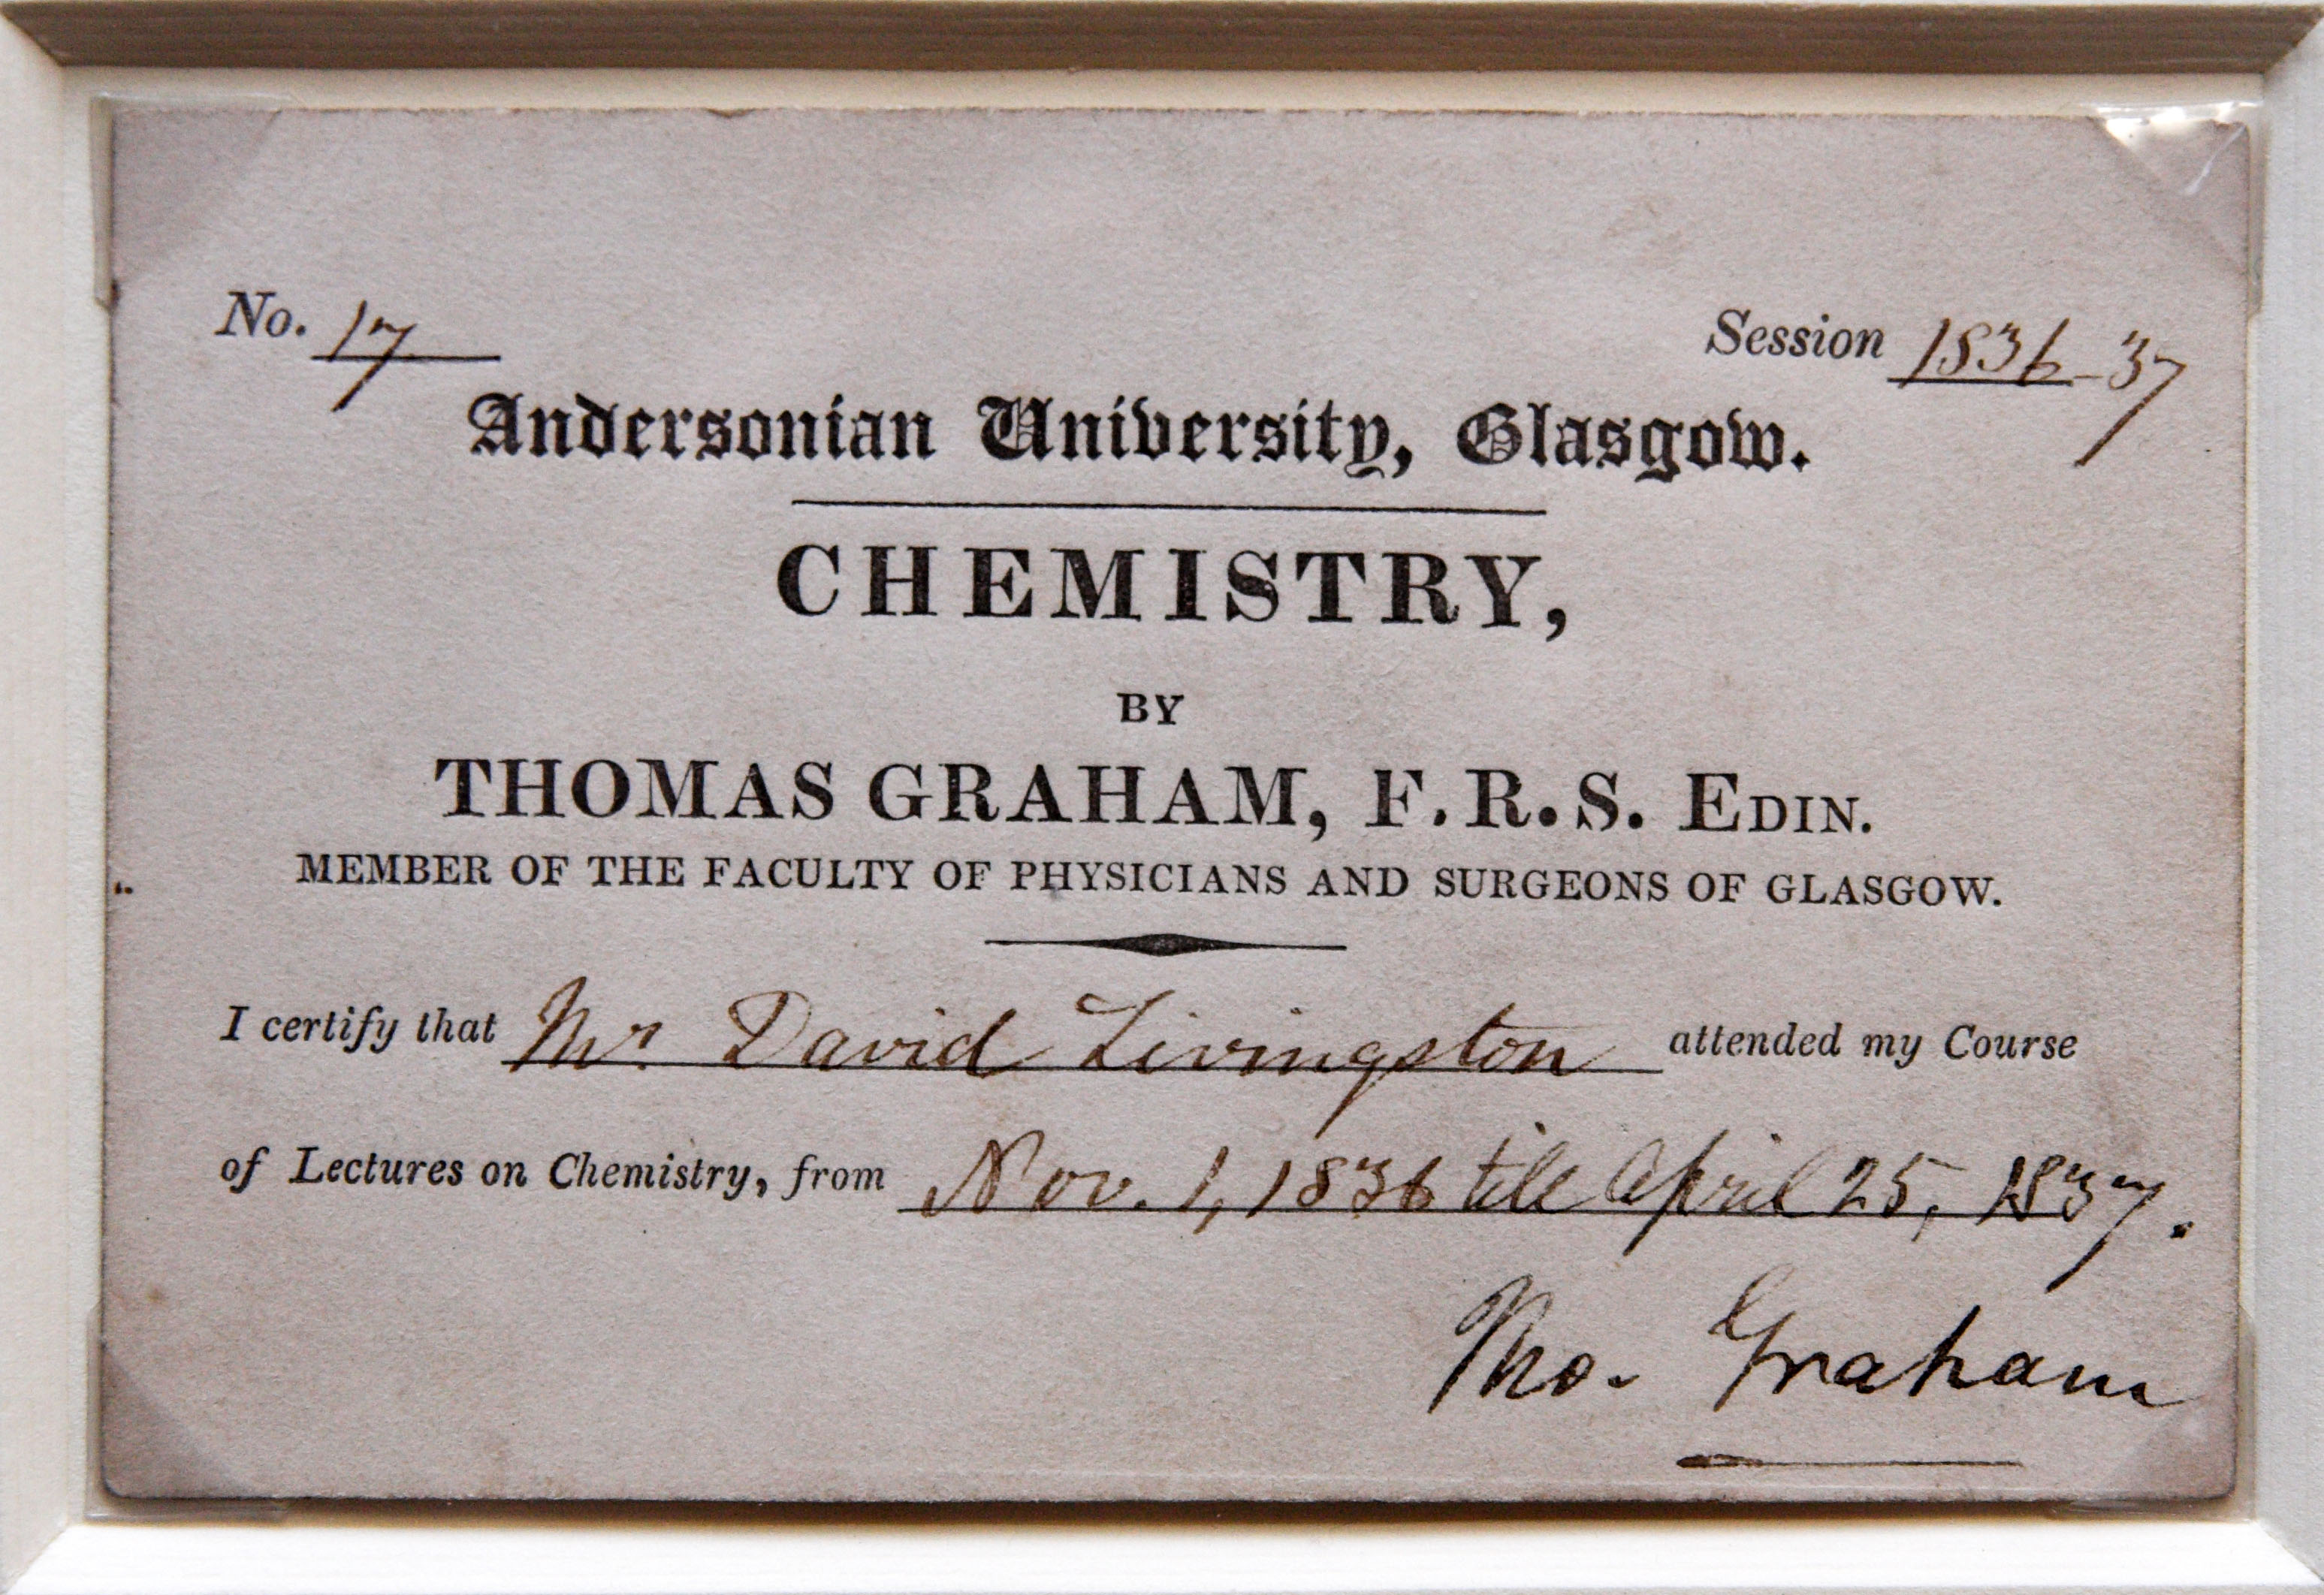 No. 17
Session 1836-37
Andersonian University, Glasgow.
CHEMISTRY,
BY
THOMAS GRAHAM, F.R.S. EDIN.
MEMBER OF THE FACULTY OF PHYSICIANS AND SURGEONS OF GLASGOW.
I certify that Mr David Livingston attended my Course
of Lectures on Chemistry, from Nov. 1, 1836 till April 25, 1837.
Tho. Graham